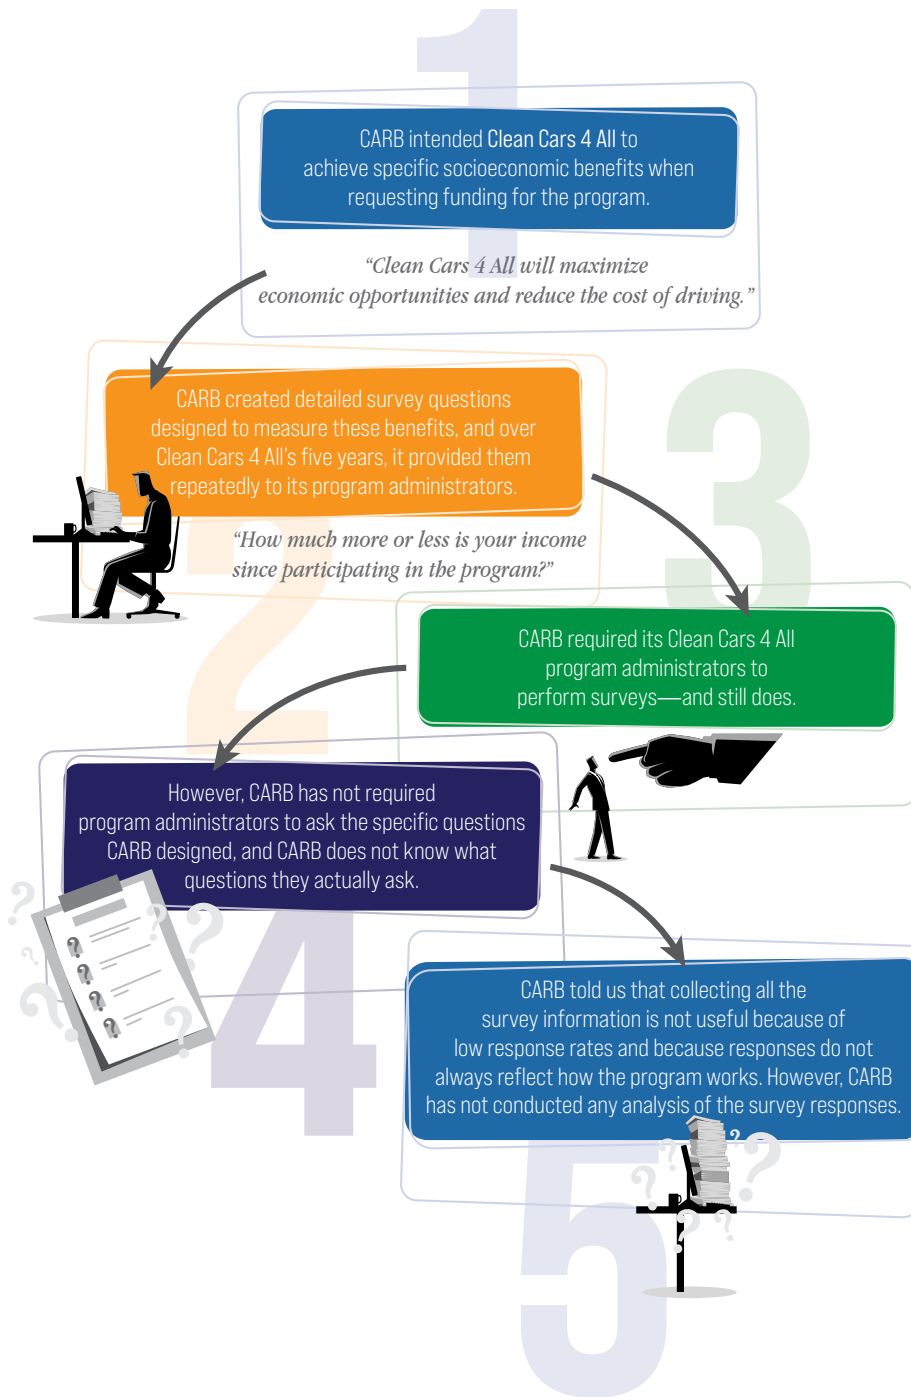 1
CARB intended Clean Cars 4 All to
achieve specific socioeconomic benefits when
requesting funding for the program.
“Clean Cars 4 All will maximize
economic opportunities and reduce the cost of driving.”
2
CARB created detailed survey questions
designed to measure these benefits, and over
Clean Cars 4 All’s five years, it provided them
repeatedly to its program administrators.
“How much more or less is your income
since participating in the program?”
3
CARB required its Clean Cars 4 All
program administrators to
perform surveys—and still does.
4
However, CARB has not required
program administrators to ask the specific questions
CARB designed, and CARB does not know what
questions they actually ask.
? ? ? ? ? ?
?
?
?
?
5
CARB told us that collecting all the
survey information is not useful because of
low response rates and because responses do not
always reflect how the program works. However, CARB
has not conducted any analysis of the survey responses.
? ? ? ? ? ?